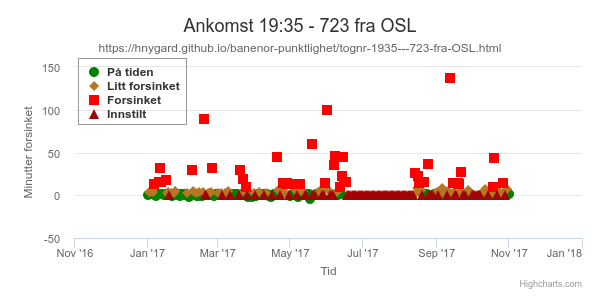 Ankomst 19:35 - 723 fra OSL
https://hnygard.github.io/banenor-punktlighet/tognr-1935---723-fra-OSL.html
På tiden
Litt forsinket
Forsinket
Innstilt
Minutter forsinket
150
100
50
0
-50
Nov '16
Jan '17
Mar '17
May '17
Jul '17
Sep '17
Nov '17
Jan '18
Tid
Highcharts.com